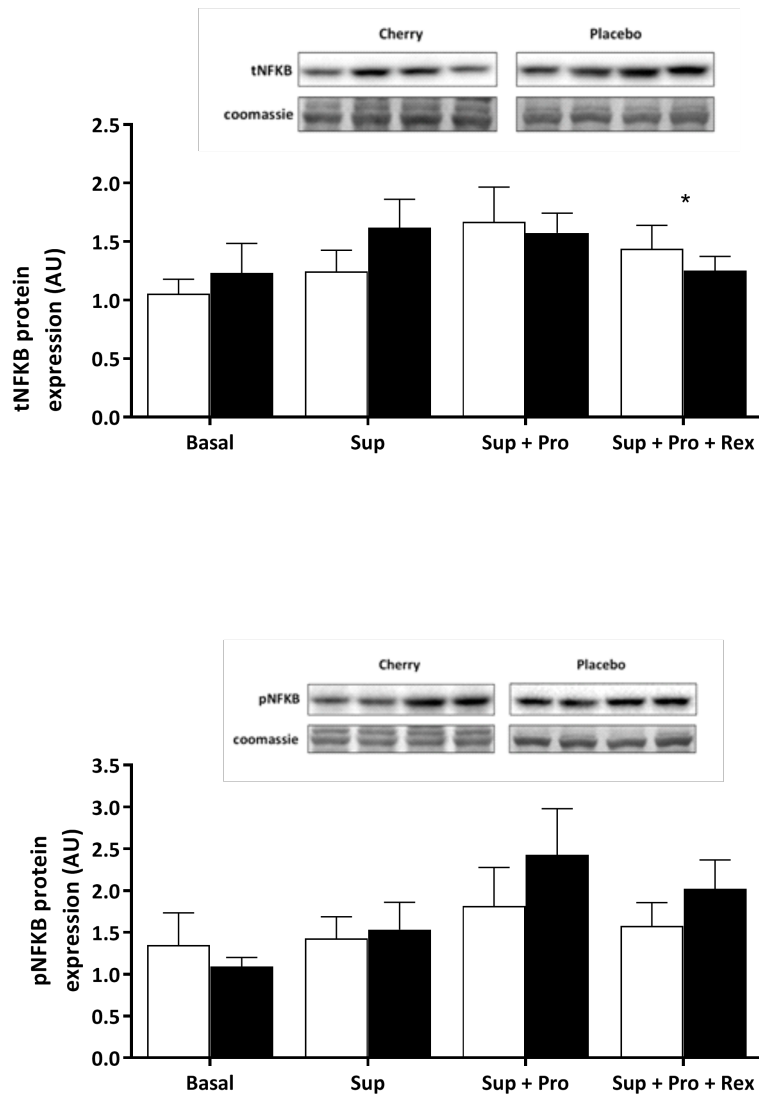 Cherry Placebo
tNFKB
coomassie
2.5
2.0
1.5
1.0
0.5
0.0
tNFKB protein
expression (AU)
*
Basal Sup Sup + Pro Sup + Pro + Rex
Cherry Placebo
pNFKB
coomassie
3.5
3.0
2.5
2.0
1.5
1.0
0.5
0.0
pNFKB protein
expression (AU)
Basal Sup Sup + Pro Sup + Pro + Rex